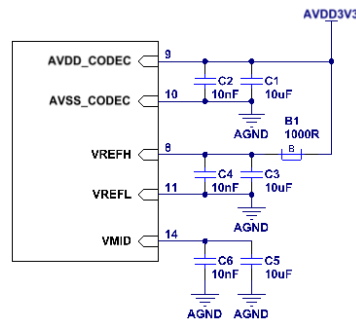 AVDD3V3
AVDD_CODEC 9
C2 C1
10nF 10uF
AVSS_CODEC 10
AGND
B1
1000R
VREFH 8
B
C4 C3
10nF 10uF
VREFL 11
AGND
VMID 14
C6 C5
10nF 10uF
AGND AGND